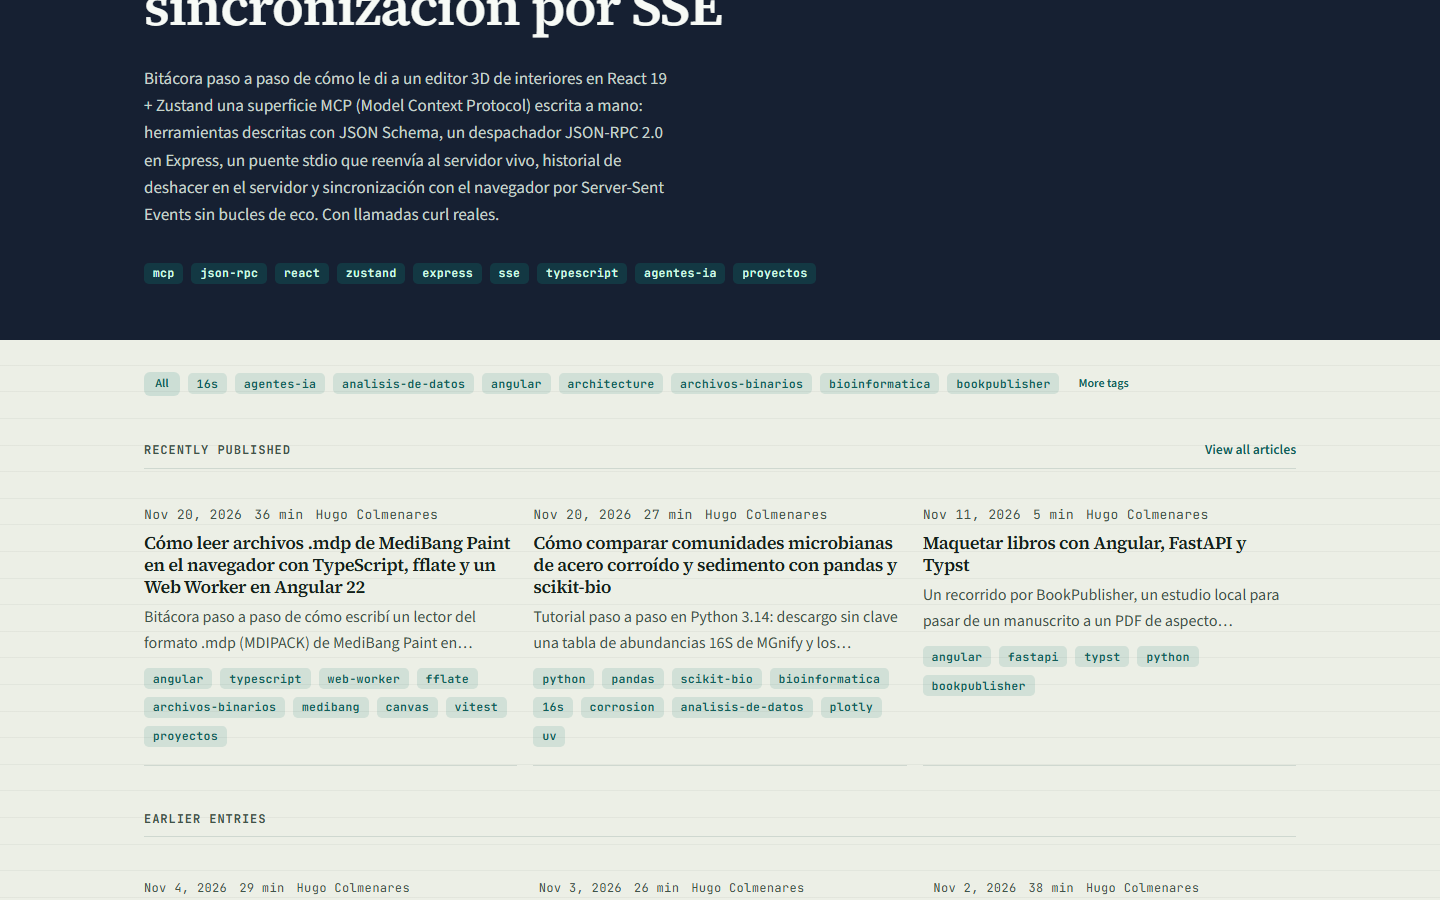 sincronización por SSE
Bitácora paso a paso de cómo le di a un editor 3D de interiores en React 19
+ Zustand una superficie MCP (Model Context Protocol) escrita a mano:
herramientas descritas con JSON Schema, un despachador JSON-RPC 2.0
en Express, un puente stdio que reenvía al servidor vivo, historial de
deshacer en el servidor y sincronización con el navegador por Server-Sent
Events sin bucles de eco. Con llamadas curl reales.
mcp json-rpc react zustand express sse typescript agentes-ia proyectos
All 16s agentes-ia analisis-de-datos angular architecture archivos-binarios bioinformatica bookpublisher More tags
RECENTLY PUBLISHED View all articles
Nov 20, 2026 36 min Hugo Colmenares
Cómo leer archivos .mdp de MediBang Paint
en el navegador con TypeScript, fflate y un
Web Worker en Angular 22
Bitácora paso a paso de cómo escribí un lector del
formato .mdp (MDIPACK) de MediBang Paint en…
angular typescript web-worker fflate
archivos-binarios medibang canvas vitest
proyectos
Nov 20, 2026 27 min Hugo Colmenares
Cómo comparar comunidades microbianas
de acero corroído y sedimento con pandas y
scikit-bio
Tutorial paso a paso en Python 3.14: descargo sin clave
una tabla de abundancias 16S de MGnify y los…
python pandas scikit-bio bioinformatica
16s corrosion analisis-de-datos plotly
uv
Nov 11, 2026 5 min Hugo Colmenares
Maquetar libros con Angular, FastAPI y
Typst
Un recorrido por BookPublisher, un estudio local para
pasar de un manuscrito a un PDF de aspecto…
angular fastapi typst python
bookpublisher
EARLIER ENTRIES
Nov 4, 2026 29 min Hugo Colmenares
Nov 3, 2026 26 min Hugo Colmenares
Nov 2, 2026 38 min Hugo Colmenares